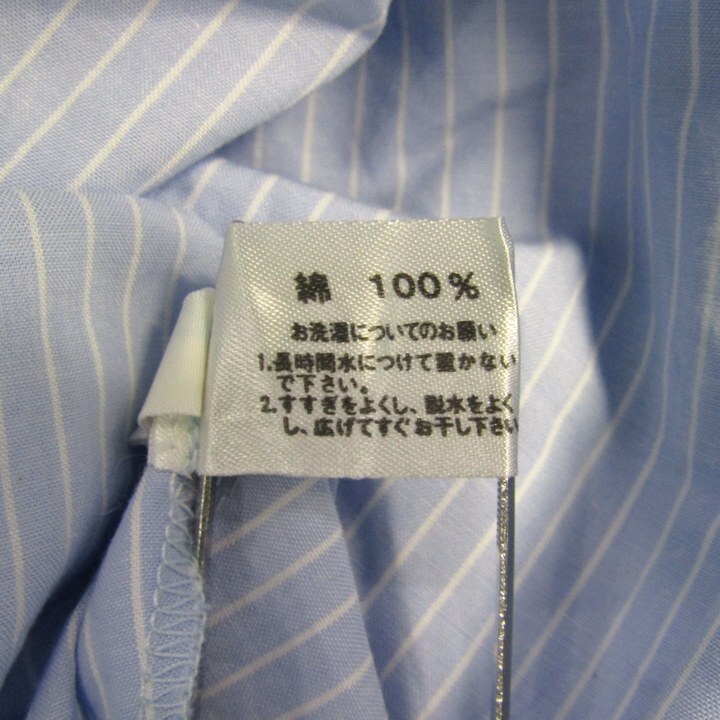 綿 100%
お洗濯についてのお願い
1.長時間水につけて置かない
で下さい。
2.すすぎをよくし、脱水をよく
し、広げてすぐお干し下さい